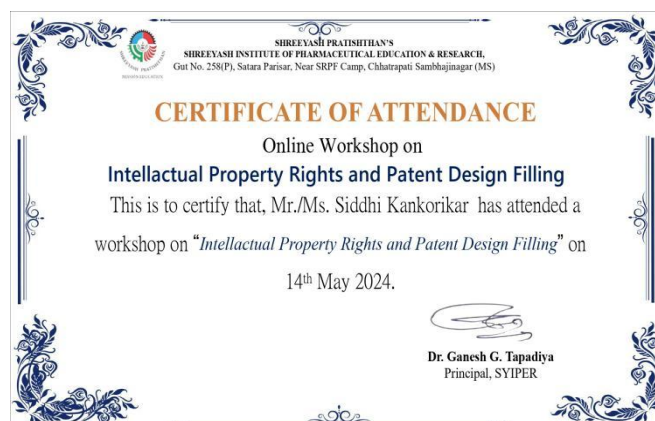 SHREEYASH PRATISHTHAN'S
SHREEYASH INSTITUTE OF PHARMACEUTICAL EDUCATION & RESEARCH,
Gut No. 258(P), Satara Parisar, Near SRPF Camp, Chhatrapati Sambhajinagar (MS)
CERTIFICATE OF ATTENDANCE
Online Workshop on
Intellactual Property Rights and Patent Design Filling
This is to certify that, Mr./Ms. Siddhi Kankorikar has attended a
workshop on “Intellactual Property Rights and Patent Design Filling” on
14th May 2024.
Dr. Ganesh G. Tapadiya
Principal, SYIPER